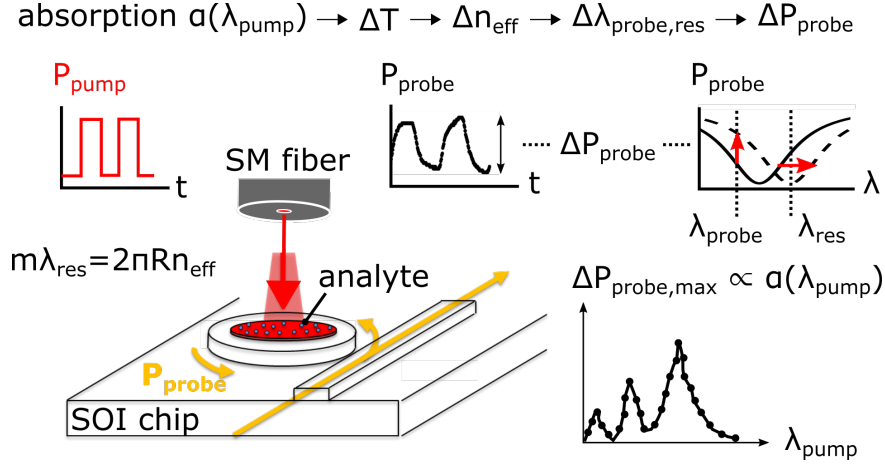 absorption ɑ(λpump) → ΔT → Δneff → Δλprobe,res → ΔPprobe
Ppump
t
Pprobe
t
ΔPprobe
Pprobe
λ
λprobe
λres
SM fiber
mλres=2πRneff
analyte
Pprobe
SOI chip
ΔPprobe,max ∝ ɑ(λpump)
λpump